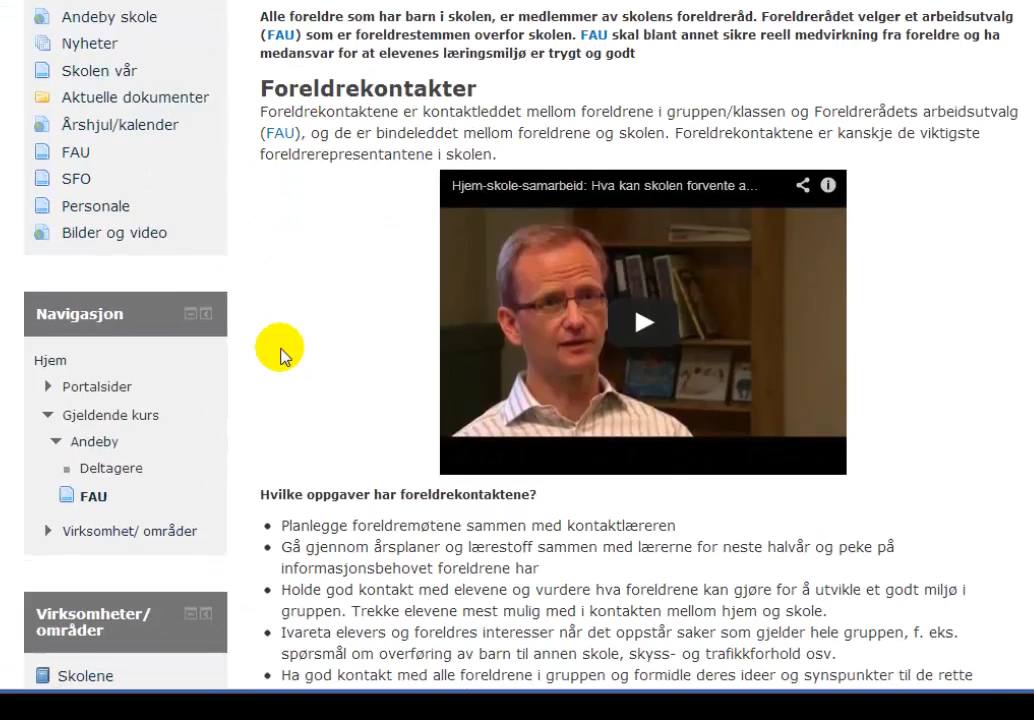 Andeby skole
Nyheter
Skolen vår
Aktuelle dokumenter
Årshjul/kalender
FAU
SFO
Personale
Bilder og video
Navigasjon
Hjem
Portalsider
Gjeldende kurs
Andeby
Deltagere
FAU
Virksomhet/ områder
Virksomheter/
områder
Skolene
Alle foreldre som har barn i skolen, er medlemmer av skolens foreldreråd. Foreldrerådet velger et arbeidsutvalg
(FAU) som er foreldrestemmen overfor skolen. FAU skal blant annet sikre reell medvirkning fra foreldre og ha
medansvar for at elevenes læringsmiljø er trygt og godt
Foreldrekontakter
Foreldrekontaktene er kontaktleddet mellom foreldrene i gruppen/klassen og Foreldrerådets arbeidsutvalg
(FAU), og de er bindeleddet mellom foreldrene og skolen. Foreldrekontaktene er kanskje de viktigste
foreldrerepresentantene i skolen.
Hjem-skole-samarbeid: Hva kan skolen forvente a...
Hvilke oppgaver har foreldrekontaktene?
Planlegge foreldremøtene sammen med kontaktlæreren
Gå gjennom årsplaner og lærestoff sammen med lærerne for neste halvår og peke på
informasjonsbehovet foreldrene har
Holde god kontakt med elevene og vurdere hva foreldrene kan gjøre for å utvikle et godt miljø i
gruppen. Trekke elevene mest mulig med i kontakten mellom hjem og skole.
Ivareta elevers og foreldres interesser når det oppstår saker som gjelder hele gruppen, f. eks.
spørsmål om overføring av barn til annen skole, skyss- og trafikkforhold osv.
Ha god kontakt med alle foreldrene i gruppen og formidle deres ideer og synspunkter til de rette